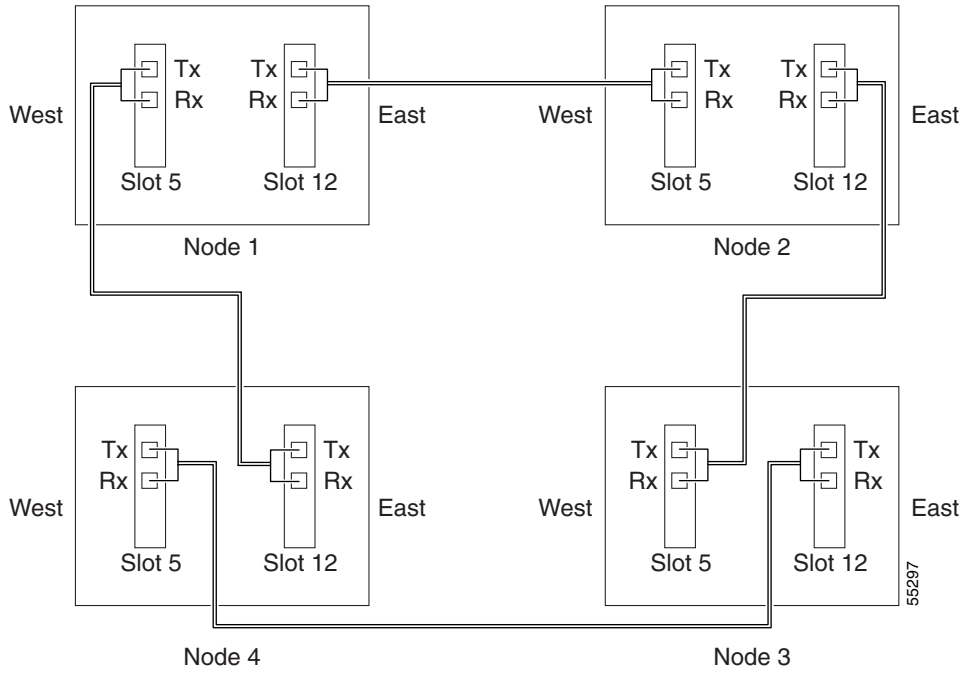 Tx Tx Tx Tx
Rx Rx Rx Rx
West East West East
Slot 5 Slot 12 Slot 5 Slot 12
Node 1 Node 2
Tx Tx Tx Tx
Rx Rx Rx Rx
West East West East
Slot 5 Slot 12 Slot 5 Slot 12
55297
Node 4 Node 3